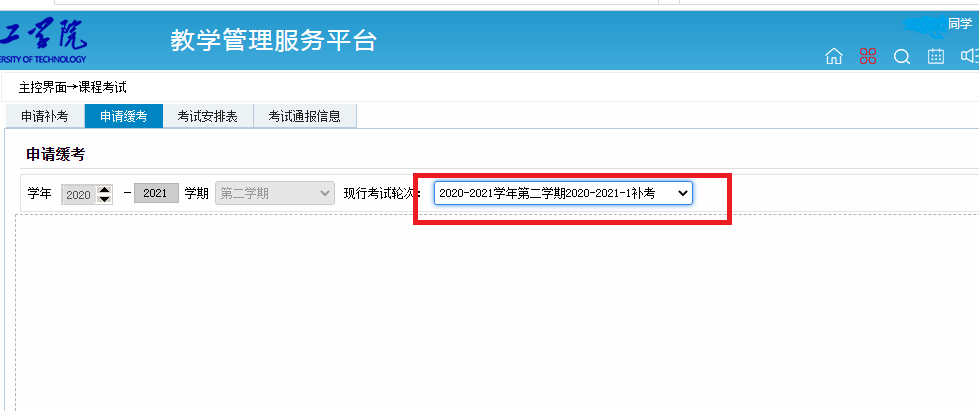 工学院
ERSITY OF TECHNOLOGY
教学管理服务平台
同学
主控界面→课程考试
申请补考 申请缓考 考试安排表 考试通报信息
申请缓考
学年 2020 - 2021 学期 第二学期 现行考试轮次: 2020-2021学年第二学期2020-2021-1补考